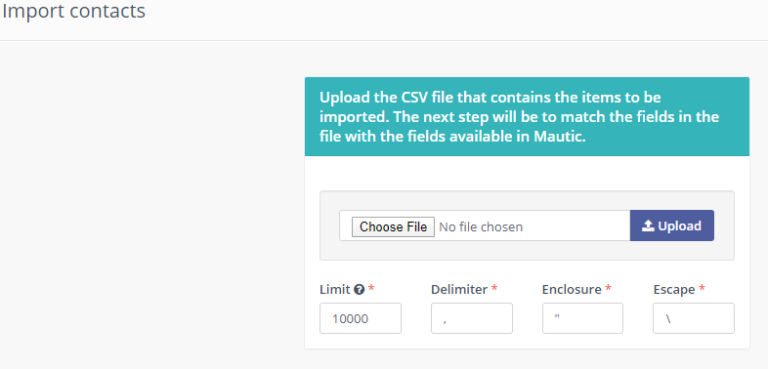 Import contacts
Upload the CSV file that contains the items to be
imported. The next step will be to match the fields in the
file with the fields available in Mautic.
Choose File No file chosen Upload
Limit ? * Delimiter * Enclosure * Escape *
10000 , " \